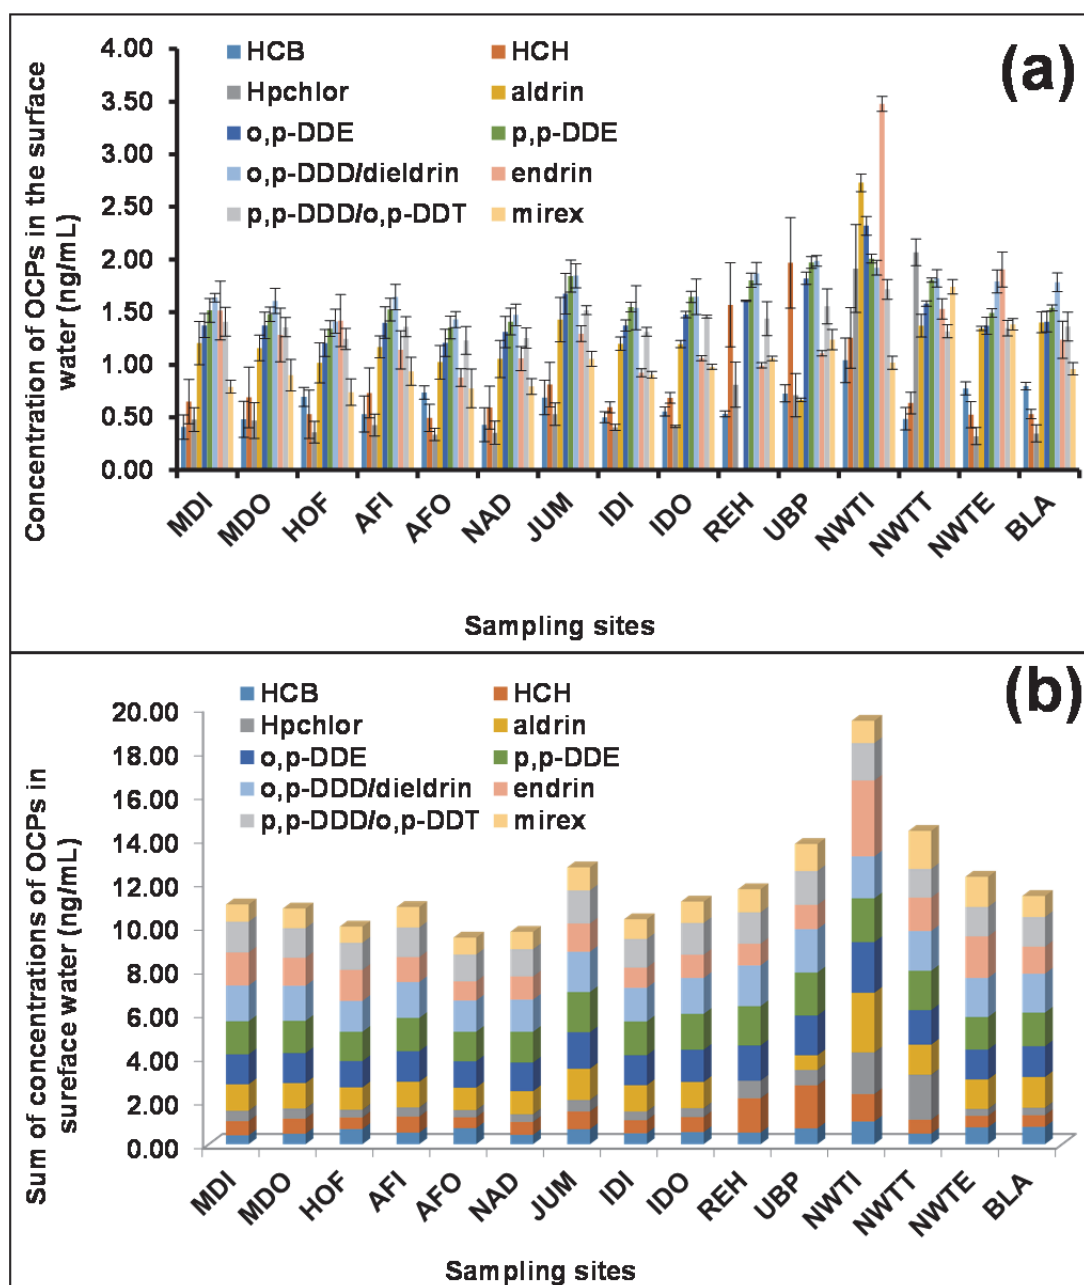 (a)
Concentration of OCPs in the surface
water (ng/mL)
4.00
3.50
3.00
2.50
2.00
1.50
1.00
0.50
0.00
HCB HCH
Hpchlor aldrin
o,p-DDE p,p-DDE
o,p-DDD/dieldrin endrin
p,p-DDD/o,p-DDT mirex
MDI MDO HOF AFI AFO NAD JUM IDI IDO REH UBP NWTI NWTT NWTE BLA
Sampling sites
(b)
Sum of concentrations of OCPs in
sureface water (ng/mL)
20.00
18.00
16.00
14.00
12.00
10.00
8.00
6.00
4.00
2.00
0.00
HCB HCH
Hpchlor aldrin
o,p-DDE p,p-DDE
o,p-DDD/dieldrin endrin
p,p-DDD/o,p-DDT mirex
MDI MDO HOF AFI AFO NAD JUM IDI IDO REH UBP NWTI NWTT NWTE BLA
Sampling sites